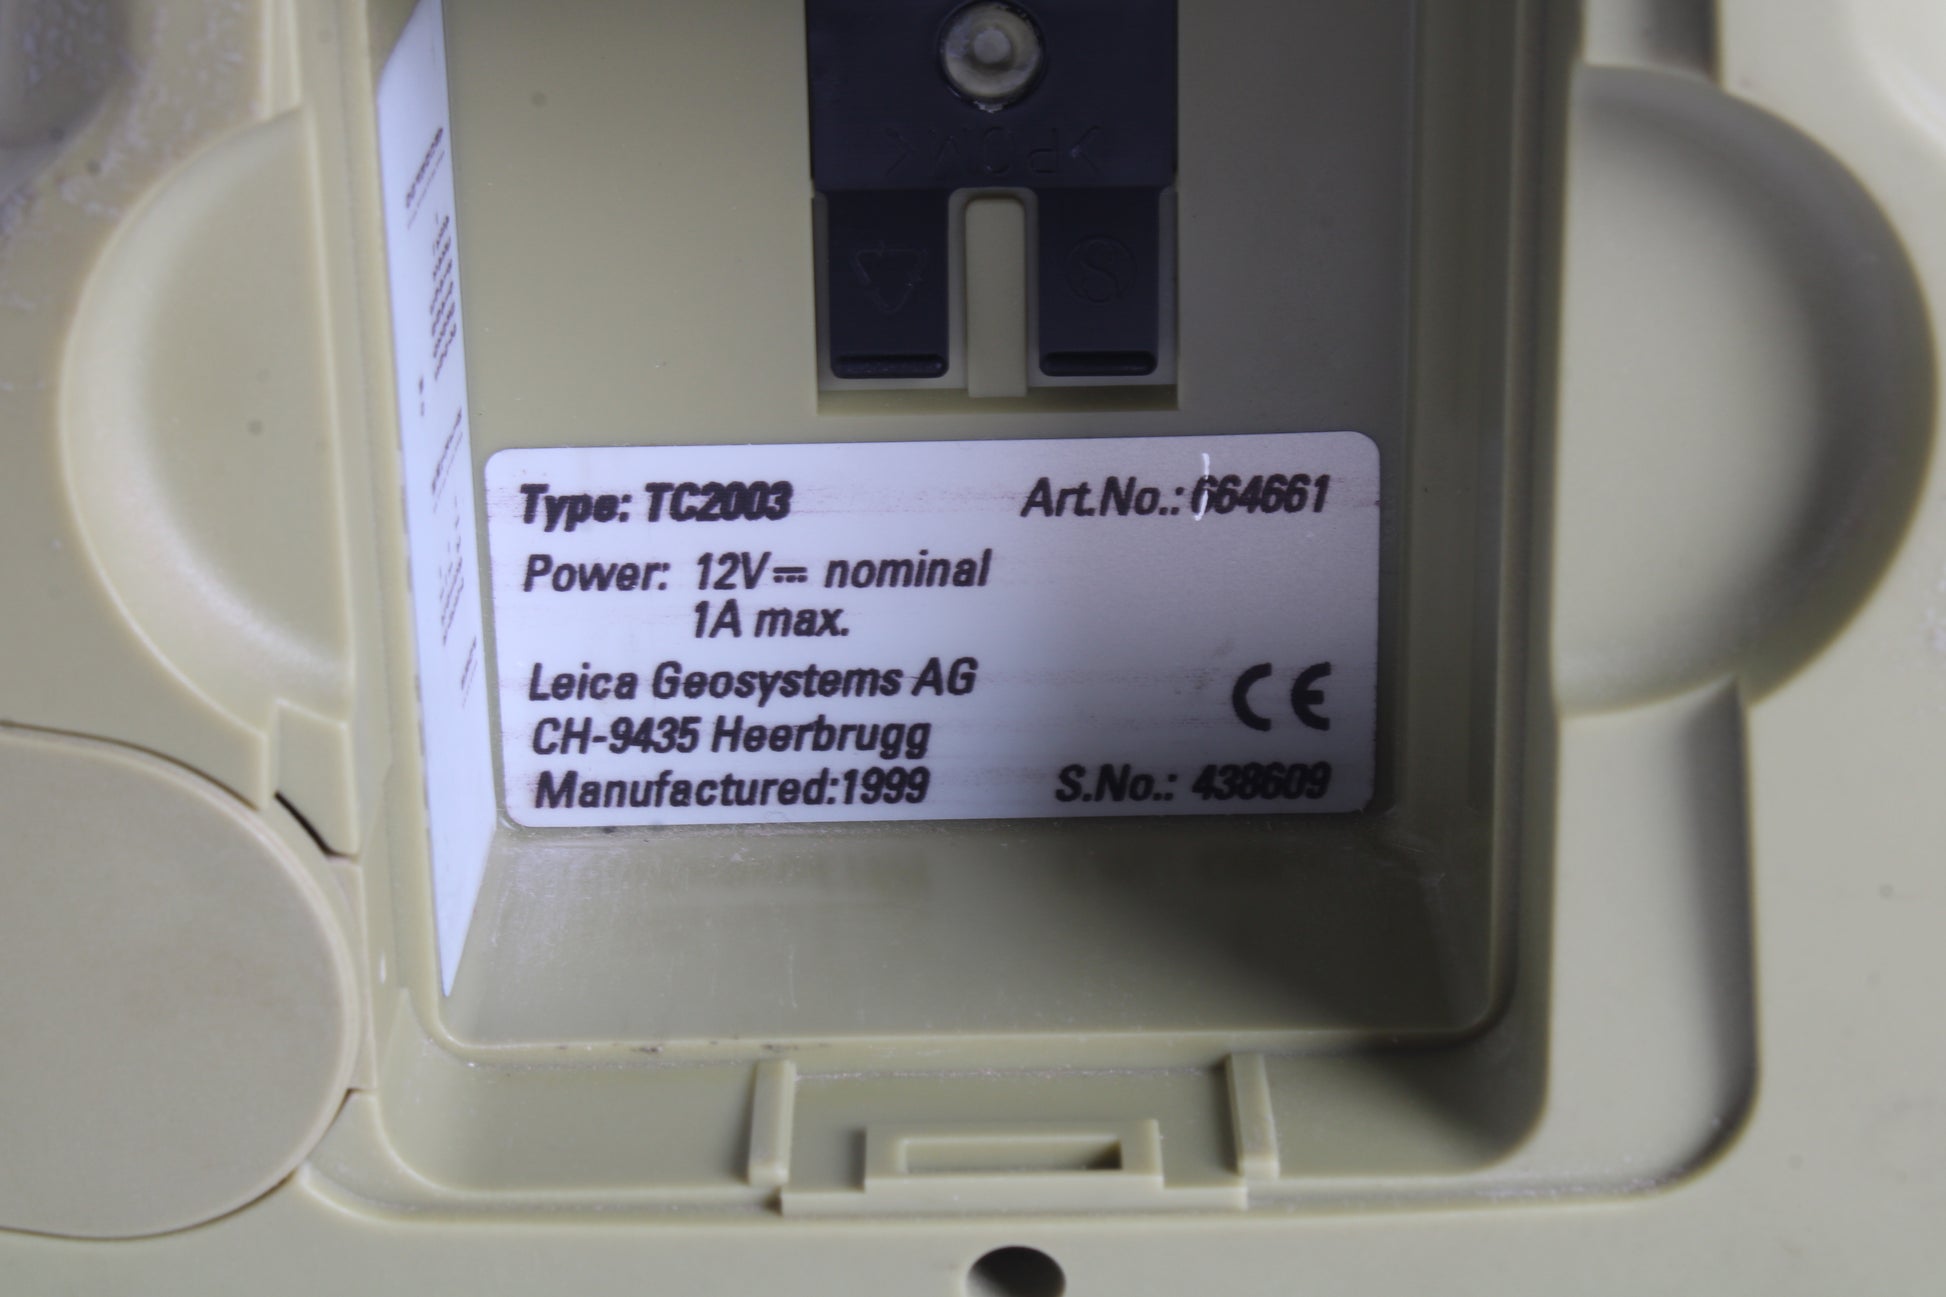 Type: TC2003 Art.No.: 664661
Power: 12V⎓ nominal
1A max.
Leica Geosystems AG
CH-9435 Heerbrugg CE
Manufactured:1999 S.No.: 438609